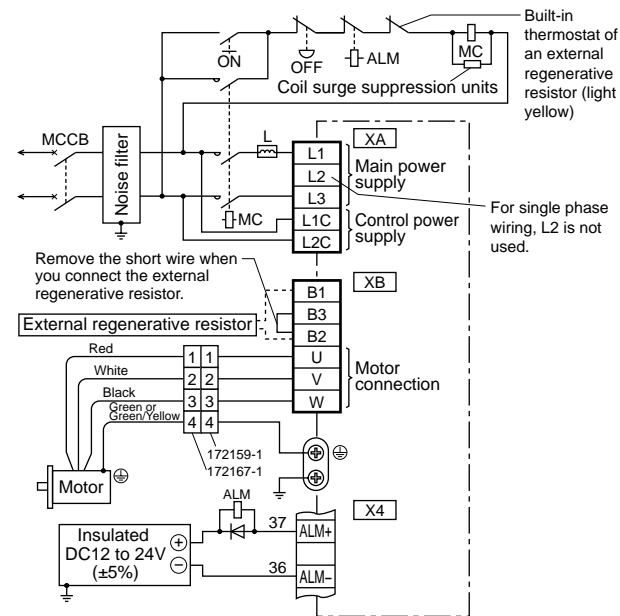 Built-in
thermostat of
an external
regenerative
resistor (light
yellow)
ON
OFF
ALM
MC
Coil surge suppression units
MCCB
Noise filter
L
MC
XA
L1
L2
L3
L1C
L2C
Main power
supply
Control power
supply
For single phase
wiring, L2 is not
used.
Remove the short wire when
you connect the external
regenerative resistor.
External regenerative resistor
XB
B1
B3
B2
U
V
W
Motor
connection
Red
White
Black
Green or
Green/Yellow
1 1
2 2
3 3
4 4
172159-1
172167-1
Motor
ALM
X4
Insulated
DC12 to 24V
(±5%)
+
−
37
36
ALM+
ALM−